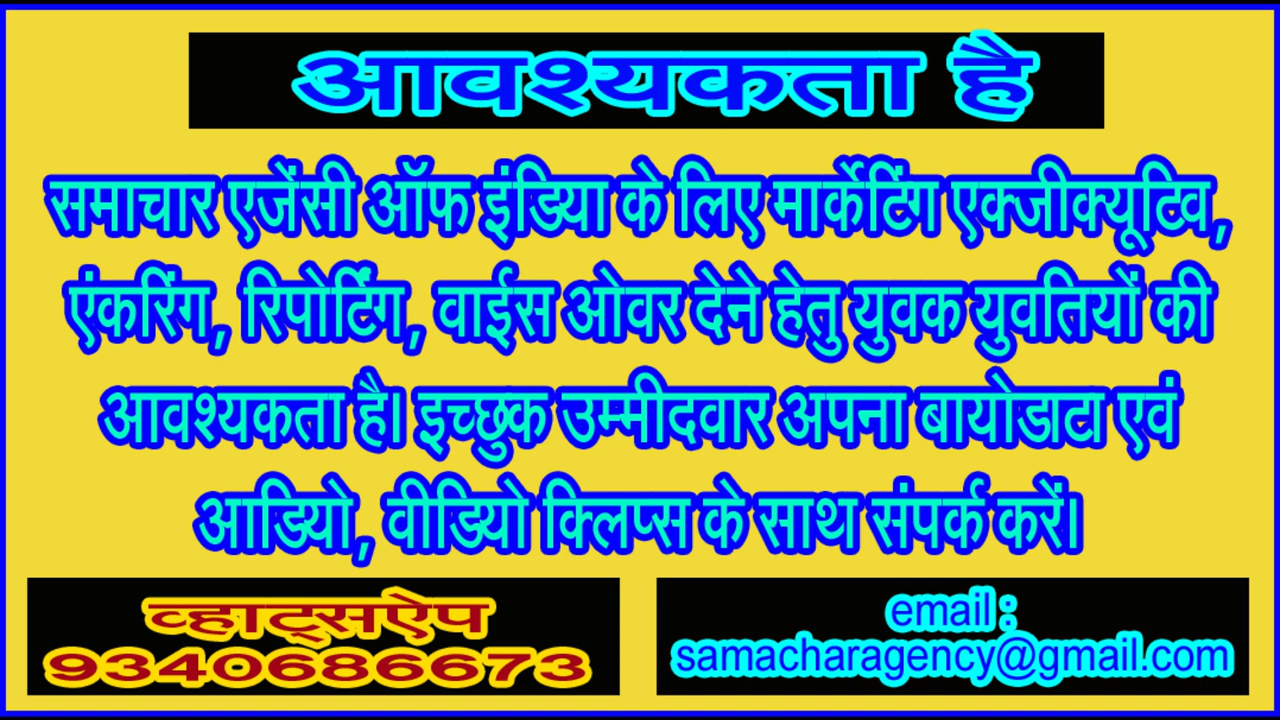 आवश्यकता है
समाचार एजेंसी ऑफ इंडिया के लिए मार्केटिंग एक्जीक्यूटिव,
एंकरिंग, रिपोर्टिंग, वाईस ओवर देने हेतु युवक युवतियों की
आवश्यकता है। इच्छुक उम्मीदवार अपना बायोडाटा एवं
आडियो, वीडियो क्लिप्स के साथ संपर्क करें।
व्हाट्सऐप
9340686673
email :
samacharagency@gmail.com